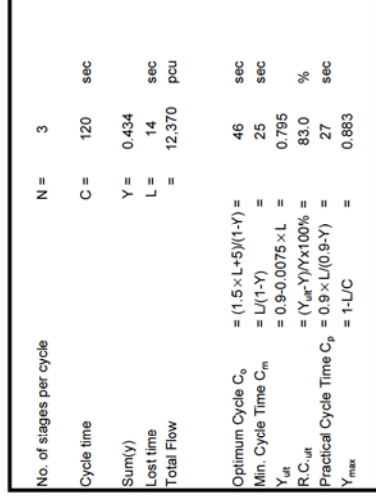 No. of stages per cycle N = 3
Cycle time C = 120 sec
Sum(y) Y = 0.434
Lost time L = 14 sec
Total Flow = 12,370 pcu
Optimum Cycle Co = (1.5×L+5)/(1-Y) = 46 sec
Min. Cycle Time Cm = L/(1-Y) = 25 sec
Yult = 0.9-0.0075×L = 0.795
R.C.ult = (Yult-Y)/Yx100% = 83.0 %
Practical Cycle Time Cp = 0.9×L/(0.9-Y) = 27 sec
Ymax = 1-L/C = 0.883